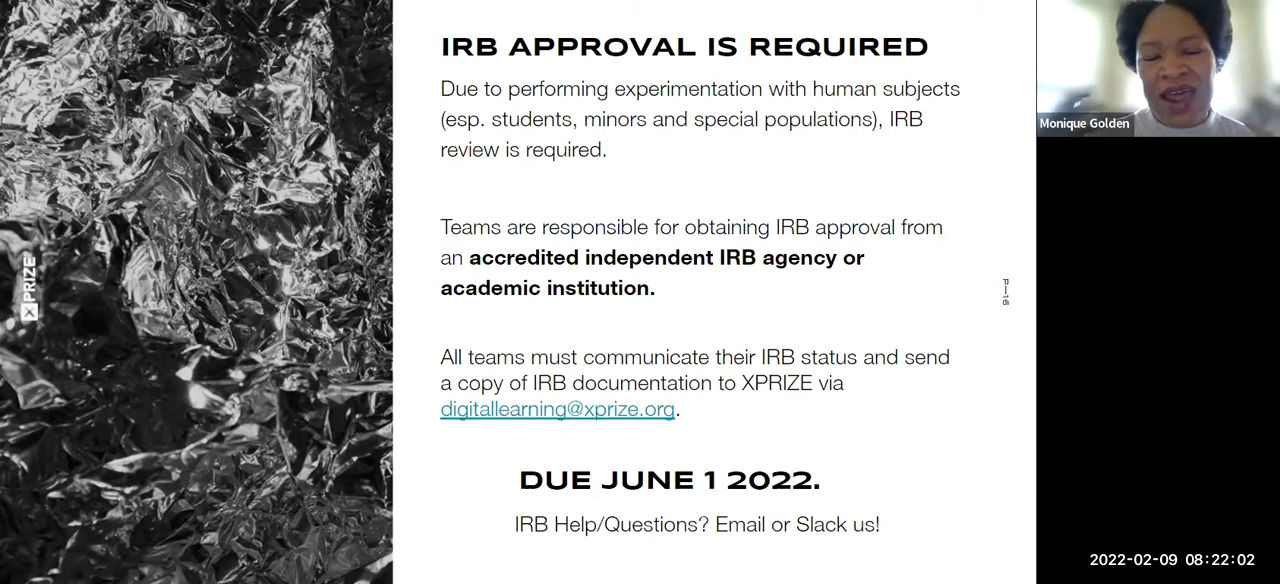 IRB APPROVAL IS REQUIRED
Due to performing experimentation with human subjects
(esp. students, minors and special populations), IRB
review is required.
Teams are responsible for obtaining IRB approval from
an accredited independent IRB agency or
academic institution.
All teams must communicate their IRB status and send
a copy of IRB documentation to XPRIZE via
digitallearning@xprize.org.
DUE JUNE 1 2022.
IRB Help/Questions? Email or Slack us!
XPRIZE
P—16
Monique Golden
2022-02-09 08:22:02